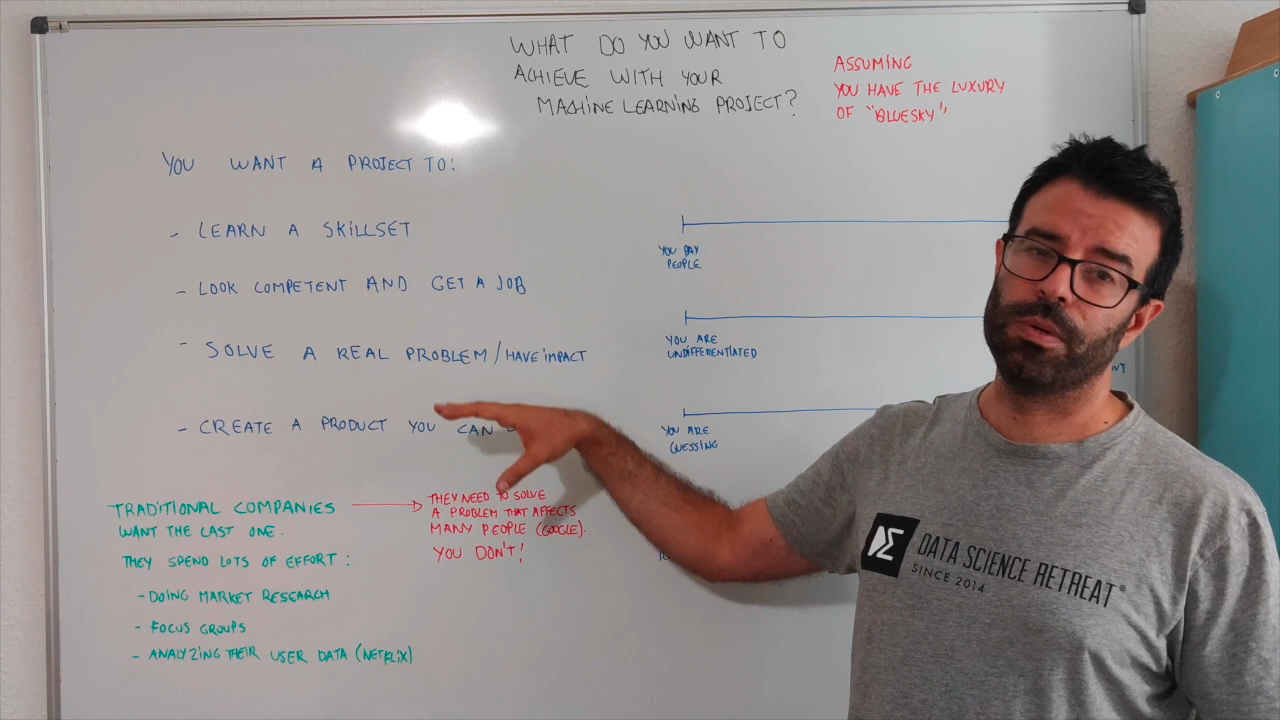 WHAT DO YOU WANT TO
ACHIEVE WITH YOUR
MACHINE LEARNING PROJECT?
ASSUMING
YOU HAVE THE LUXURY
OF "BLUESKY"
YOU WANT A PROJECT TO:
- LEARN A SKILLSET
- LOOK COMPETENT AND GET A JOB
- SOLVE A REAL PROBLEM/HAVE IMPACT
- CREATE A PRODUCT YOU CAN
YOU PAY
PEOPLE
YOU ARE
UNDIFFERENTIATED
YOU ARE
GUESSING
TRADITIONAL COMPANIES
WANT THE LAST ONE.
THEY SPEND LOTS OF EFFORT:
- DOING MARKET RESEARCH
- FOCUS GROUPS
- ANALYZING THEIR USER DATA (NETFLIX)
THEY NEED TO SOLVE
A PROBLEM THAT AFFECTS
MANY PEOPLE (GOOGLE).
YOU DON'T!
DATA SCIENCE RETREAT®
SINCE 2014